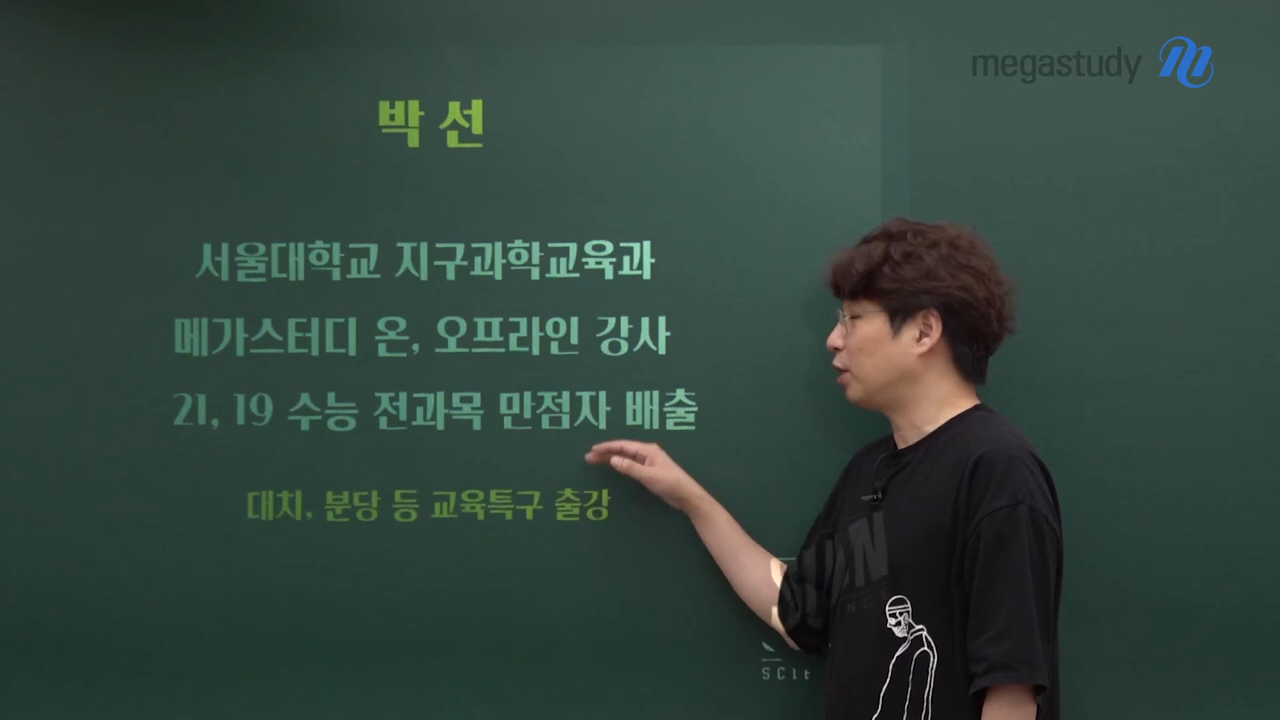 megastudy
박 선
서울대학교 지구과학교육과
메가스터디 온, 오프라인 강사
21, 19 수능 전과목 만점자 배출
대치, 분당 등 교육특구 출강